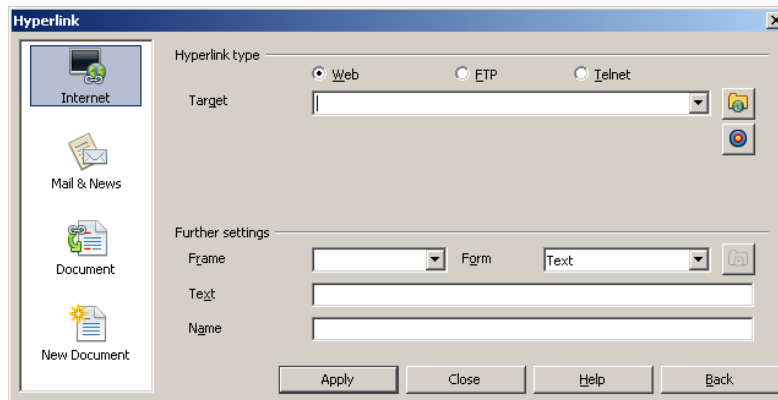 Hyperlink
Internet
Mail & News
Document
New Document
Hyperlink type
Web FTP Telnet
Target
Further settings
Frame Form Text
Text
Name
Apply Close Help Back